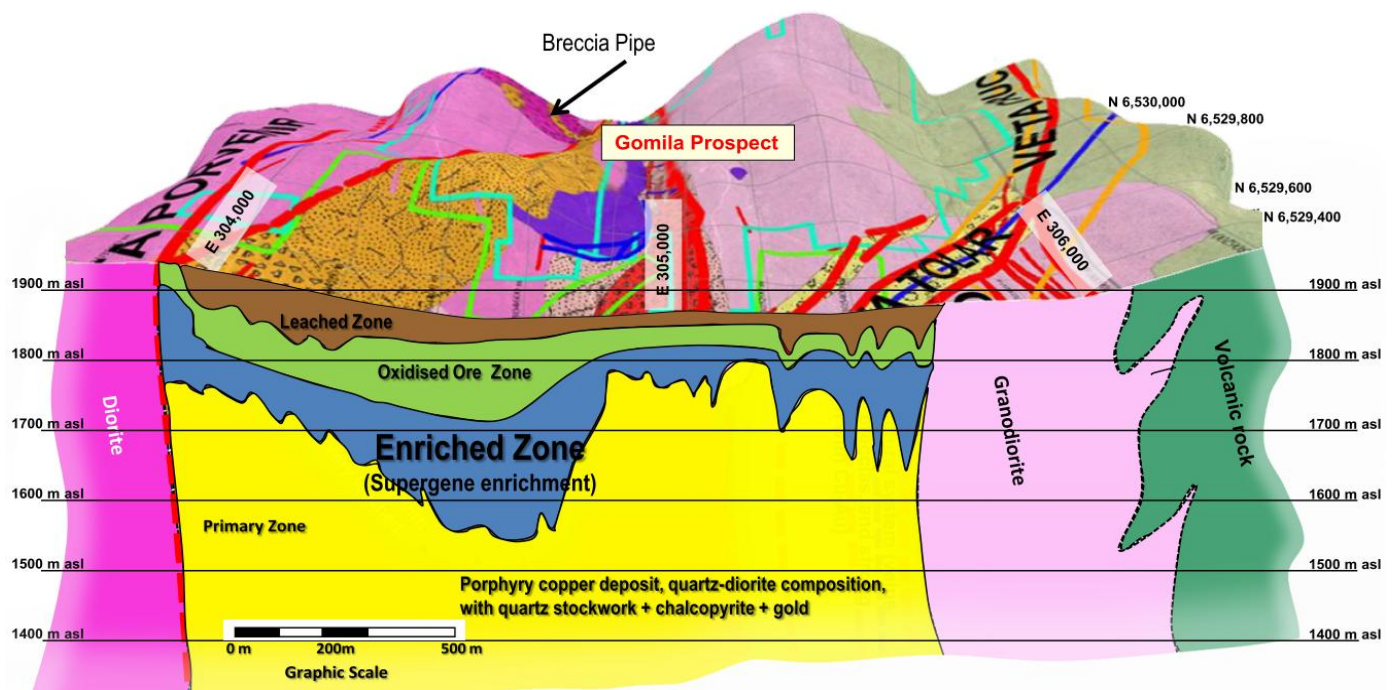 Breccia Pipe
Gomila Prospect
N 6,530,000
N 6,529,800
N 6,529,600
N 6,529,400
A PORVENIR
VETA NUC
A TOLAR
E 304,000
E 305,000
E 306,000
1900 m asl
1900 m asl
Leached Zone
1800 m asl
1800 m asl
Oxidised Ore Zone
Diorite
Granodiorite
Volcanic rock
1700 m asl
1700 m asl
Enriched Zone
(Supergene enrichment)
1600 m asl
1600 m asl
Primary Zone
1500 m asl
1500 m asl
Porphyry copper deposit, quartz-diorite composition,
with quartz stockwork + chalcopyrite + gold
1400 m asl
1400 m asl
0 m 200m 500 m
Graphic Scale